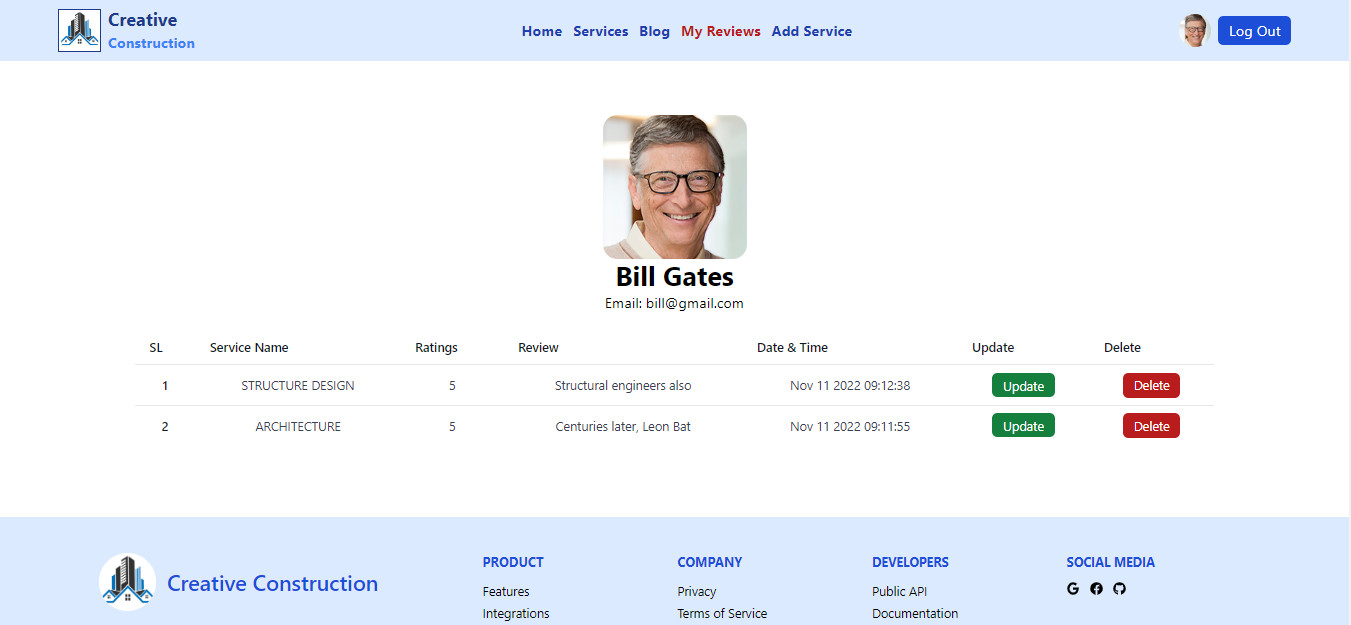 Creative
Construction
Home Services Blog My Reviews Add Service
Log Out
Bill Gates
Email: bill@gmail.com
SL Service Name Ratings Review Date & Time Update Delete
1 STRUCTURE DESIGN 5 Structural engineers also Nov 11 2022 09:12:38 Update Delete
2 ARCHITECTURE 5 Centuries later, Leon Bat Nov 11 2022 09:11:55 Update Delete
Creative Construction
PRODUCT
Features
Integrations
COMPANY
Privacy
Terms of Service
DEVELOPERS
Public API
Documentation
SOCIAL MEDIA